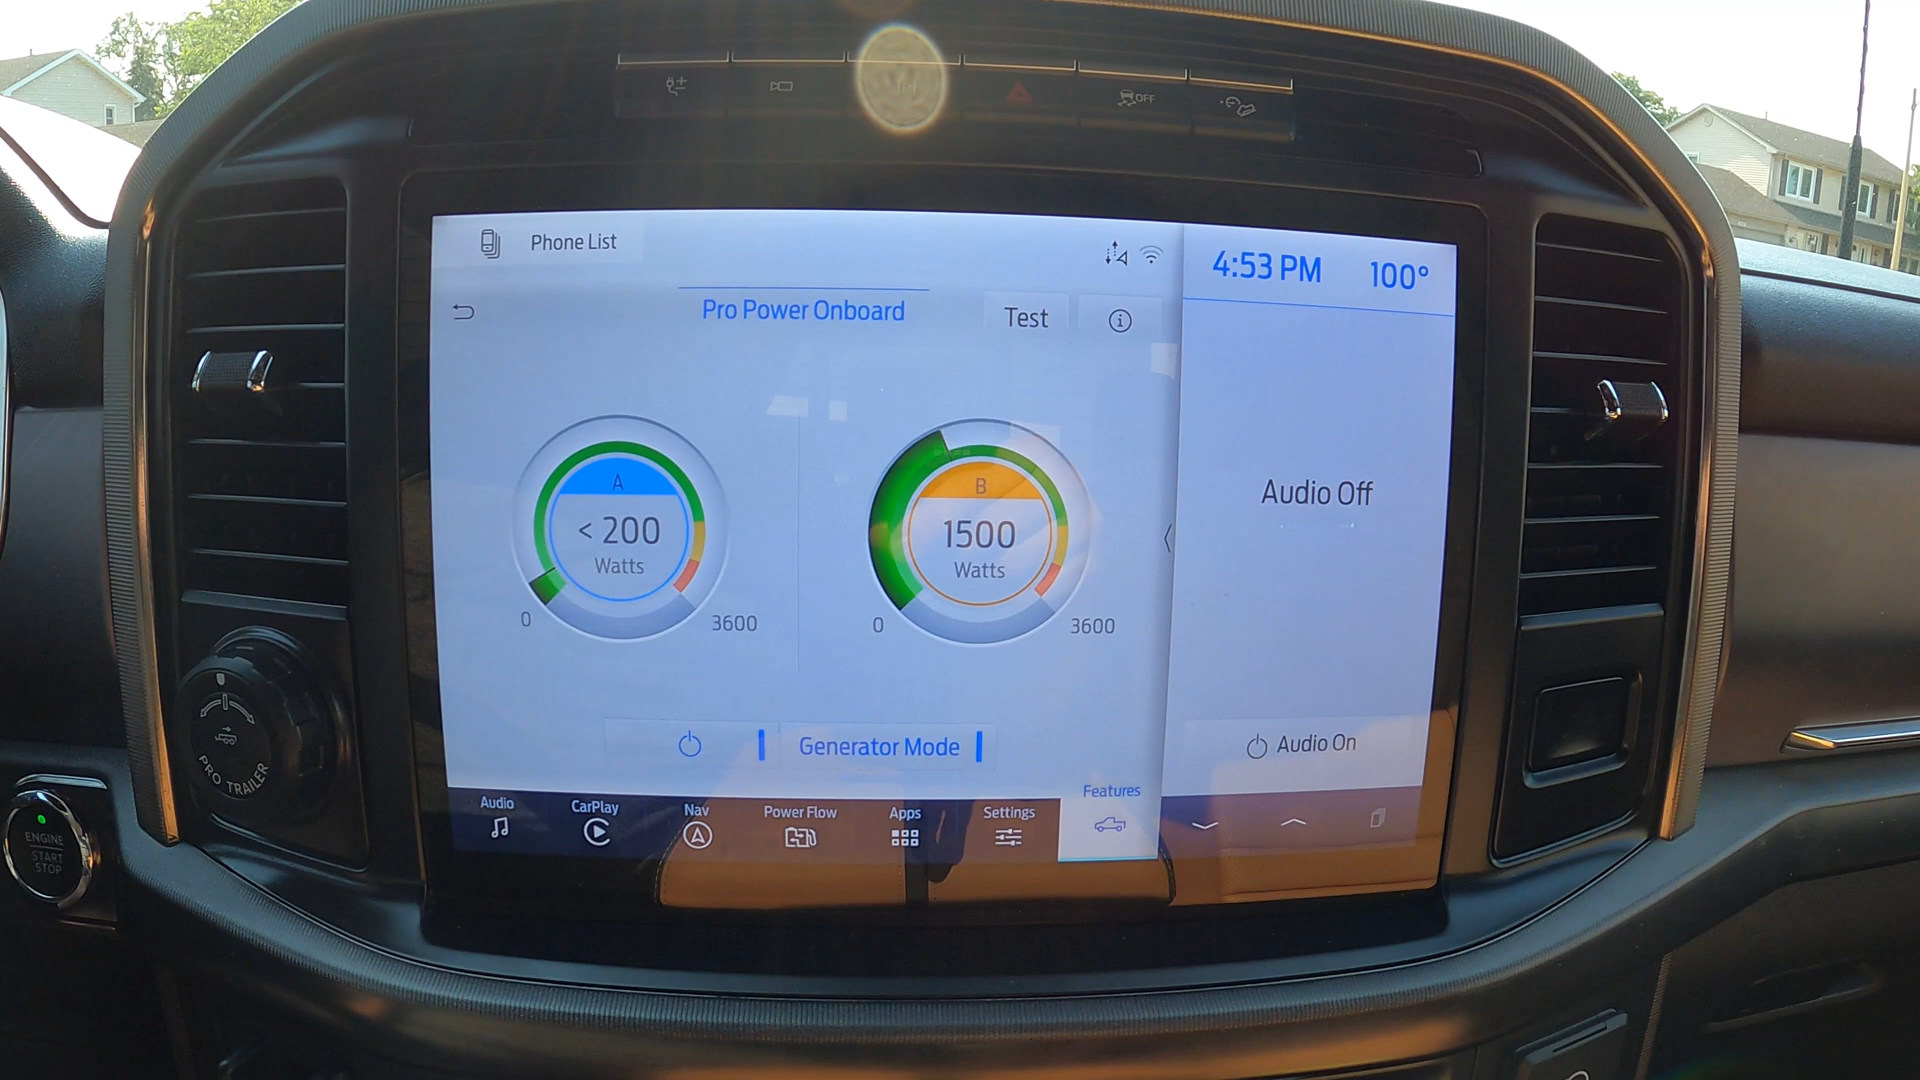 OFF
Phone List
4:53 PM 100°
Pro Power Onboard
Test
A
< 200
Watts
0
3600
B
1500
Watts
0
3600
Audio Off
Generator Mode
Audio On
Audio
CarPlay
Nav
Power Flow
Apps
Settings
Features
PRO TRAILER
ENGINE
START
STOP